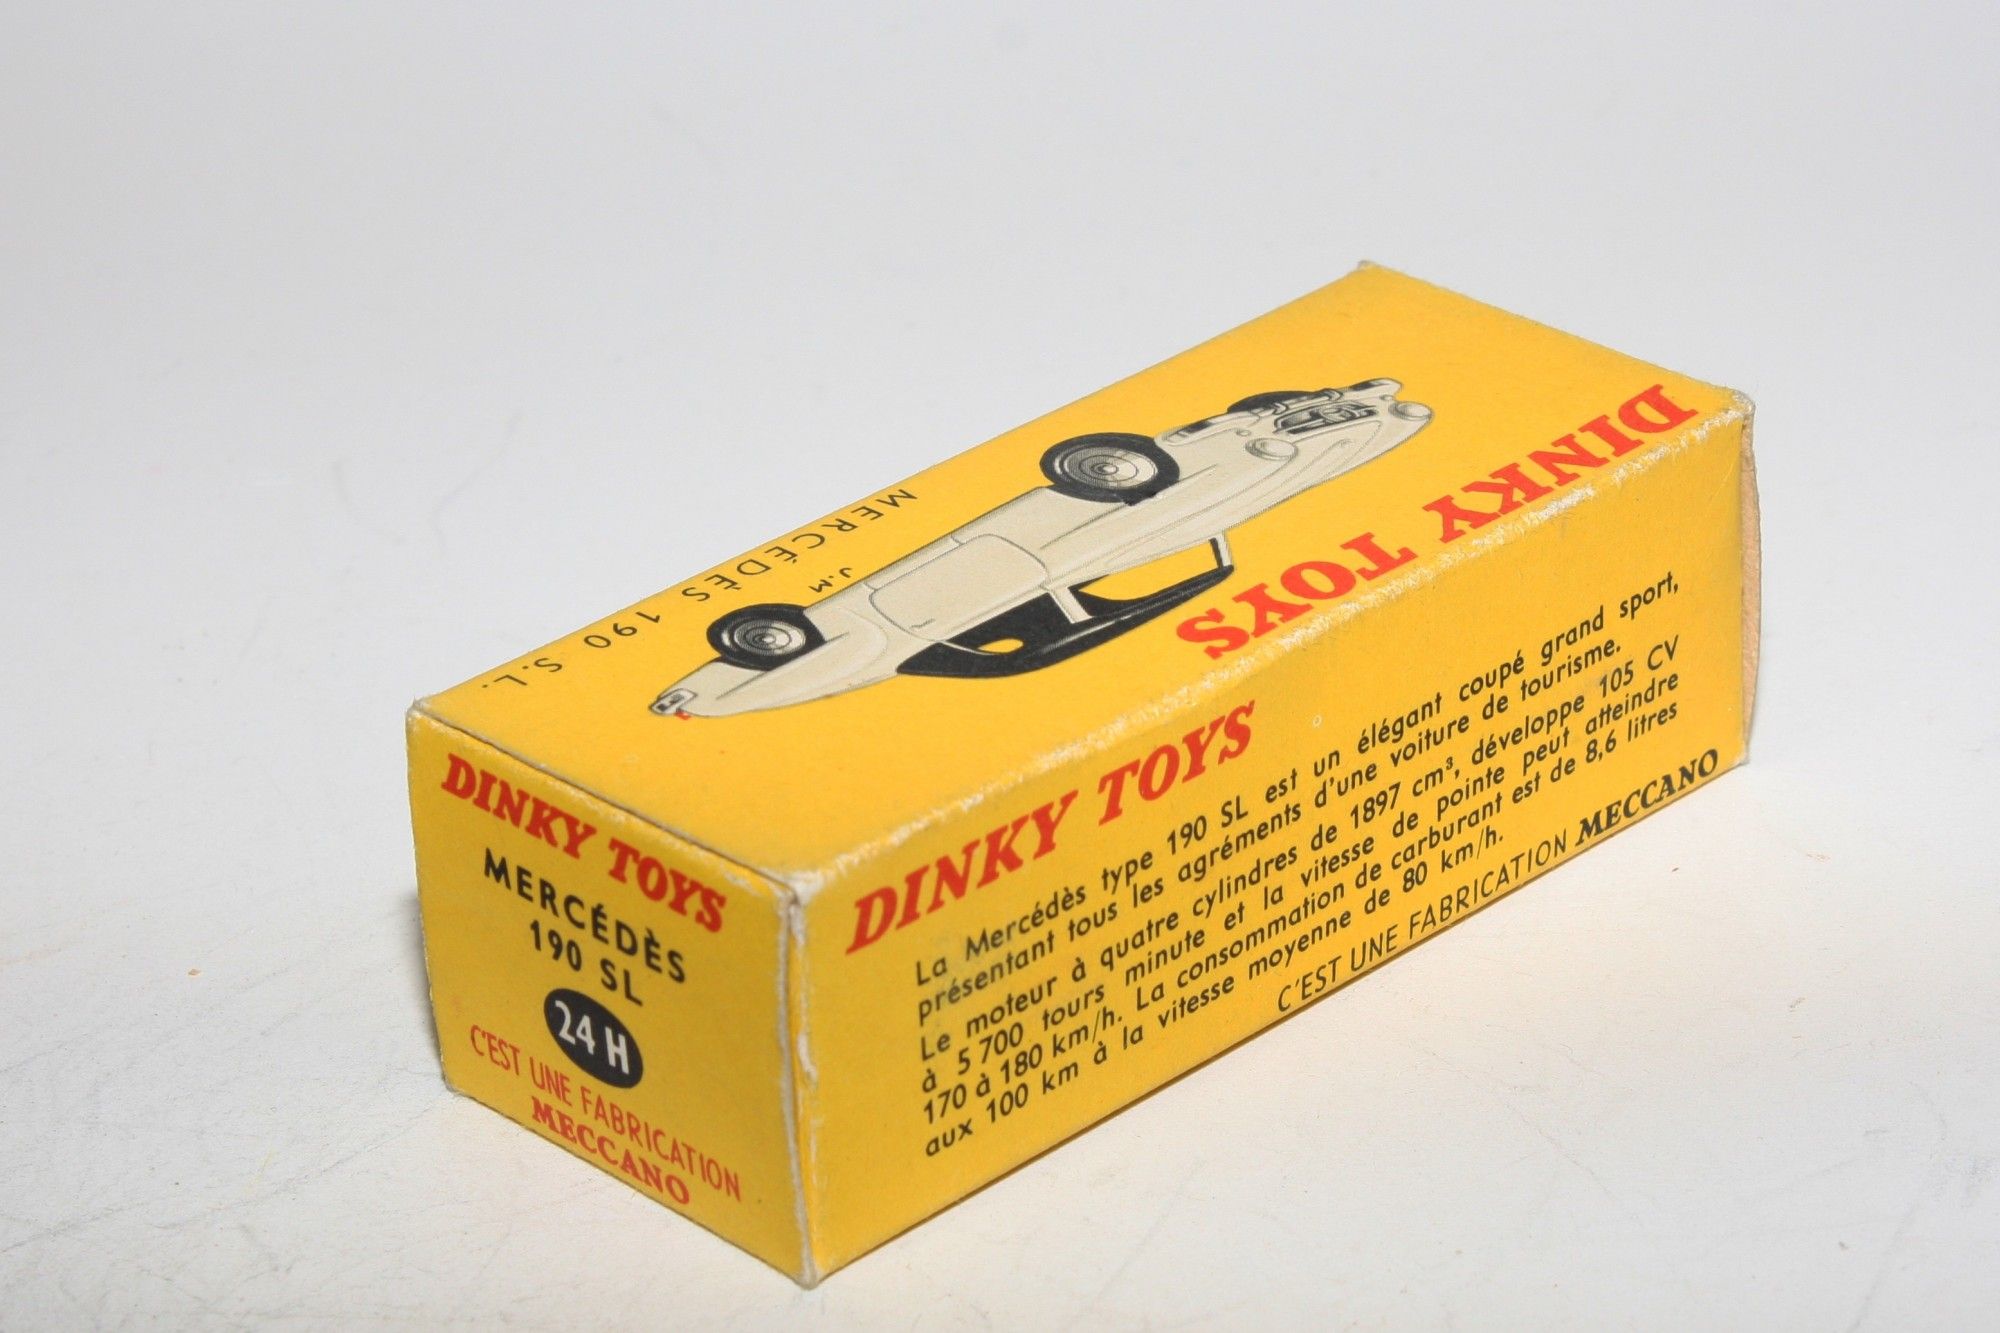 DINKY TOYS
J.M
MERCÉDÈS 190 S.L.
DINKY TOYS
MERCÉDÈS
190 SL
24 H
C'EST UNE FABRICATION
MECCANO
DINKY TOYS
La Mercédès type 190 SL est un élégant coupé grand sport,
présentant tous les agréments d'une voiture de tourisme.
Le moteur à quatre cylindres de 1897 cm³, développe 105 CV
à 5 700 tours minute et la vitesse de pointe peut atteindre
170 à 180 km/h. La consommation de carburant est de 8,6 litres
aux 100 km à la vitesse moyenne de 80 km/h.
C'EST UNE FABRICATION MECCANO